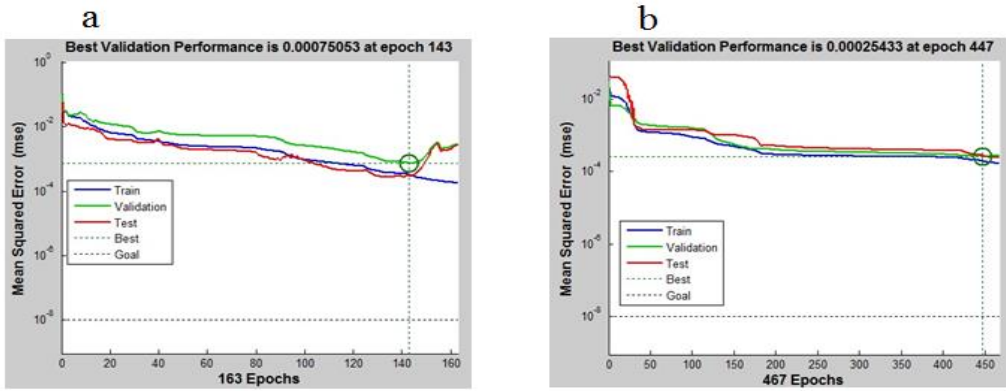 a
Best Validation Performance is 0.00075053 at epoch 143
Mean Squared Error (mse)
10^0
10^-2
10^-4
10^-6
10^-8
Train
Validation
Test
Best
Goal
0 20 40 60 80 100 120 140 160
163 Epochs
b
Best Validation Performance is 0.00025433 at epoch 447
Mean Squared Error (mse)
10^-2
10^-4
10^-6
10^-8
Train
Validation
Test
Best
Goal
0 50 100 150 200 250 300 350 400 450
467 Epochs